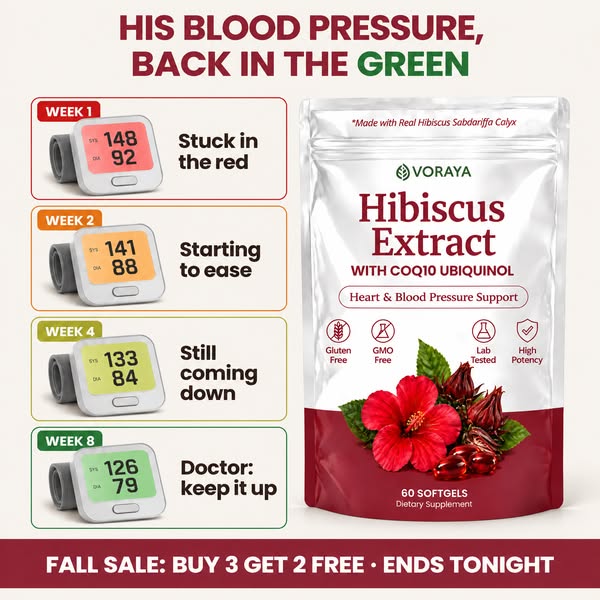 HIS BLOOD PRESSURE,
BACK IN THE GREEN
WEEK 1
SYS 148
DIA 92
Stuck in
the red
WEEK 2
SYS 141
DIA 88
Starting
to ease
WEEK 4
SYS 133
DIA 84
Still
coming
down
WEEK 8
SYS 126
DIA 79
Doctor:
keep it up
*Made with Real Hibiscus Sabdariffa Calyx
VORAYA
Hibiscus
Extract
WITH COQ10 UBIQUINOL
Heart & Blood Pressure Support
Gluten
Free
GMO
Free
Lab
Tested
High
Potency
60 SOFTGELS
Dietary Supplement
FALL SALE: BUY 3 GET 2 FREE · ENDS TONIGHT